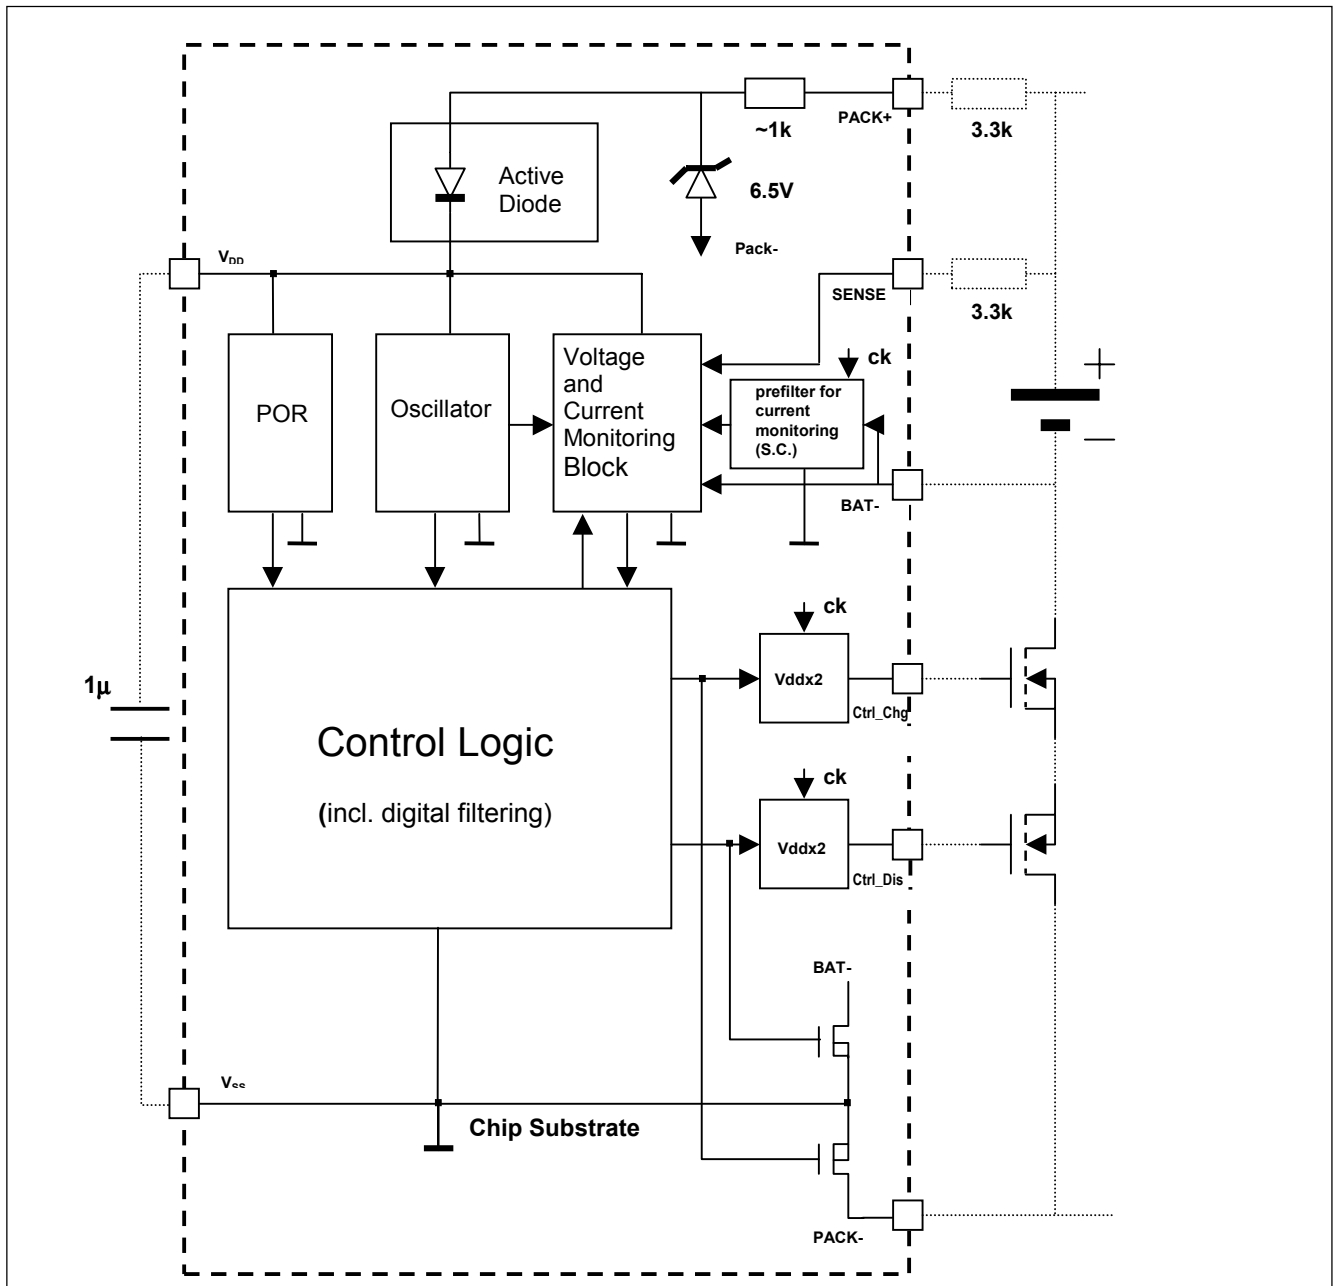 PACK+
~1k
3.3k
Active
Diode
6.5V
Pack-
VDD
SENSE
3.3k
POR
Oscillator
Voltage
and
Current
Monitoring
Block
ck
prefilter for
current
monitoring
(S.C.)
+
—
BAT-
ck
Vddx2
Ctrl_Chg
1µ
Control Logic
(incl. digital filtering)
ck
Vddx2
Ctrl_Dis
BAT-
VSS
Chip Substrate
PACK-